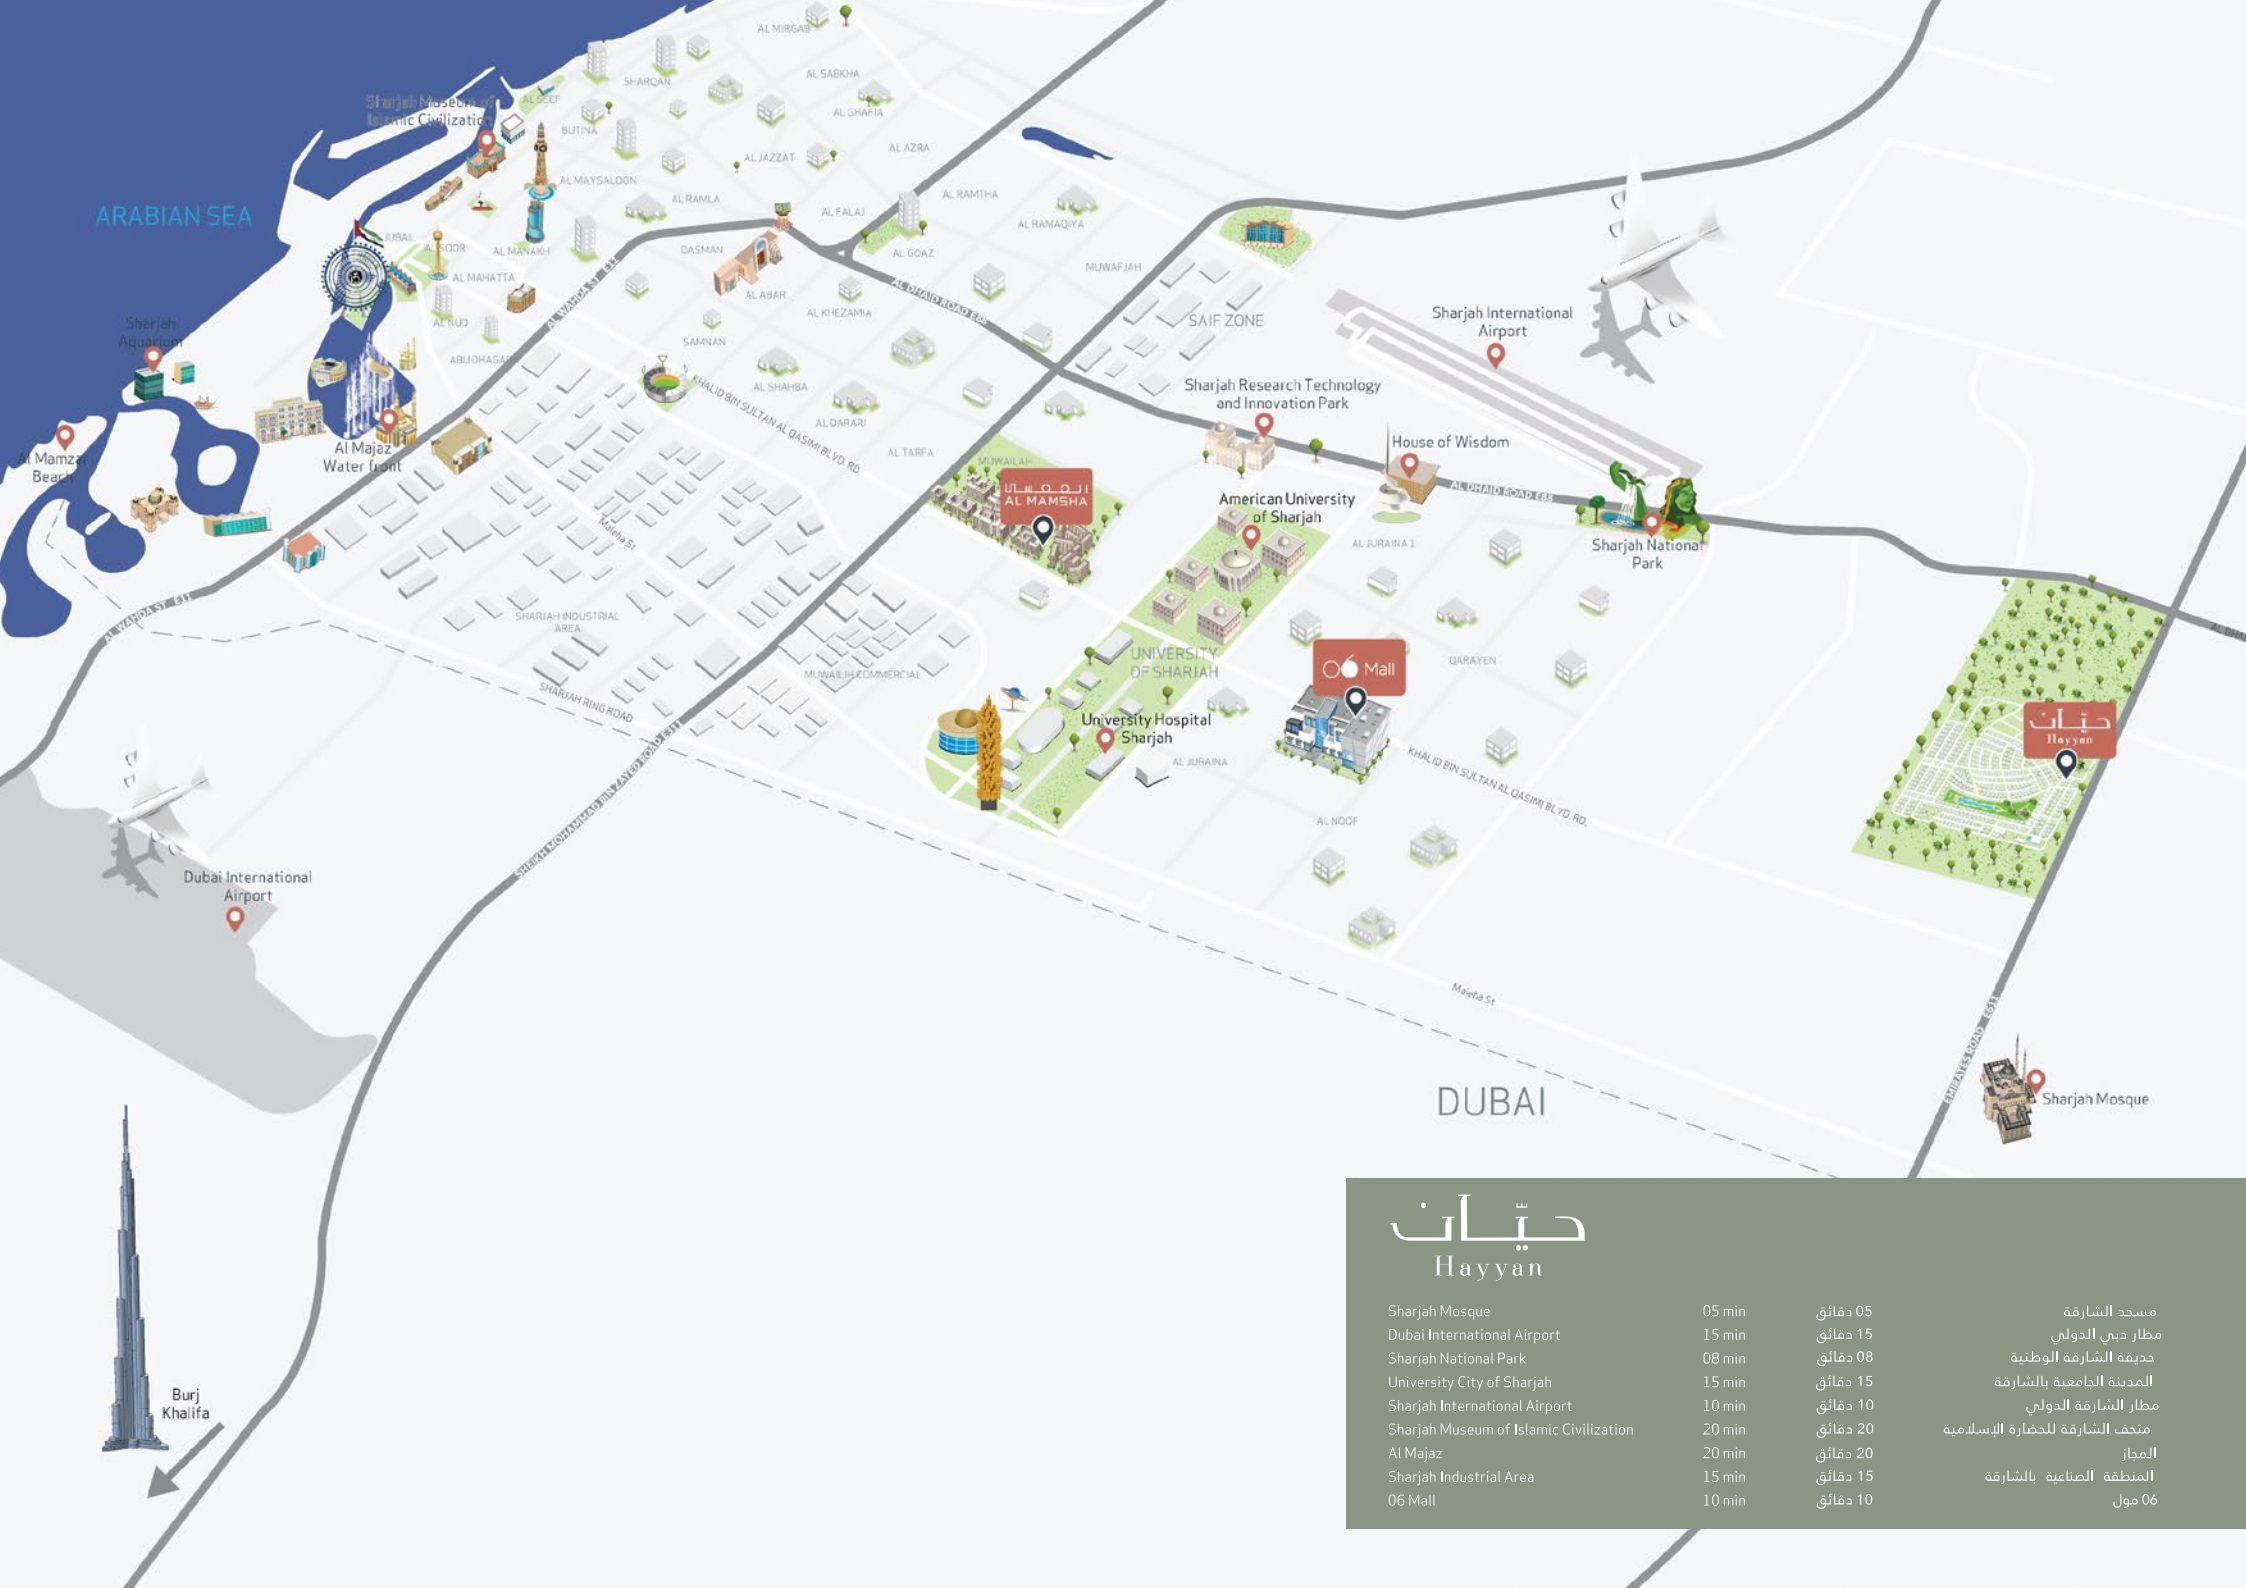 AL MIRGAB
SHARQAN
AL SABKHA
Sharjah Museum of
Islamic Civilization
AL SEEF
AL GHAFIA
BUTINA
AL JAZZAT
AL AZRA
AL MAYSALOON
AL RAMLA
AL RAMTHA
ARABIAN SEA
AL FALAJ
AL RAMAQIYA
JUBAIL
AL SOOR
AL MANAKH
DASMAN
AL GOAZ
MUWAFJAH
AL MAHATTA
AL WAHDA ST E11
AL ABAR
AL DHAID ROAD E88
AL KHEZAMIA
SAIF ZONE
Sharjah International
Airport
Sharjah
Aquarium
AL NUD
SAMNAN
ABU DHAGAR
AL SHAHBA
KHALID BIN SULTAN AL QASIMI BLVD. RD.
Sharjah Research Technology
and Innovation Park
AL DARARI
AL TARFA
House of Wisdom
Al Majaz
Water front
Al Mamzar
Beach
MUWAILAH
الممشى
AL MAMSHA
American University
of Sharjah
AL DHAID ROAD E88
Maleha St
AL JURAINA 1
Sharjah National
Park
AL WAHDA ST E11
SHARJAH INDUSTRIAL
AREA
AL DHAI
UNIVERSITY
OF SHARJAH
06 Mall
QARAYEN
MUWAILIH COMMERCIAL
SHARJAH RING ROAD
University Hospital
Sharjah
حيّان
Hayyan
AL JURAINA
KHALID BIN SULTAN AL QASIMI BLVD. RD.
SHEIKH MOHAMMAD BIN ZAYED ROAD E311
AL NOOF
Dubai International
Airport
Maleha St
EMIRATES ROAD E611
DUBAI
Sharjah Mosque
Burj
Khalifa
حيّان
Hayyan
Sharjah Mosque 05 min 05 دقائق مسجد الشارقة
Dubai International Airport 15 min 15 دقائق مطار دبي الدولي
Sharjah National Park 08 min 08 دقائق حديقة الشارقة الوطنية
University City of Sharjah 15 min 15 دقائق المدينة الجامعية بالشارقة
Sharjah International Airport 10 min 10 دقائق مطار الشارقة الدولي
Sharjah Museum of Islamic Civilization 20 min 20 دقائق متحف الشارقة للحضارة الإسلامية
Al Majaz 20 min 20 دقائق المجاز
Sharjah Industrial Area 15 min 15 دقائق المنطقة الصناعية بالشارقة
06 Mall 10 min 10 دقائق 06 مول